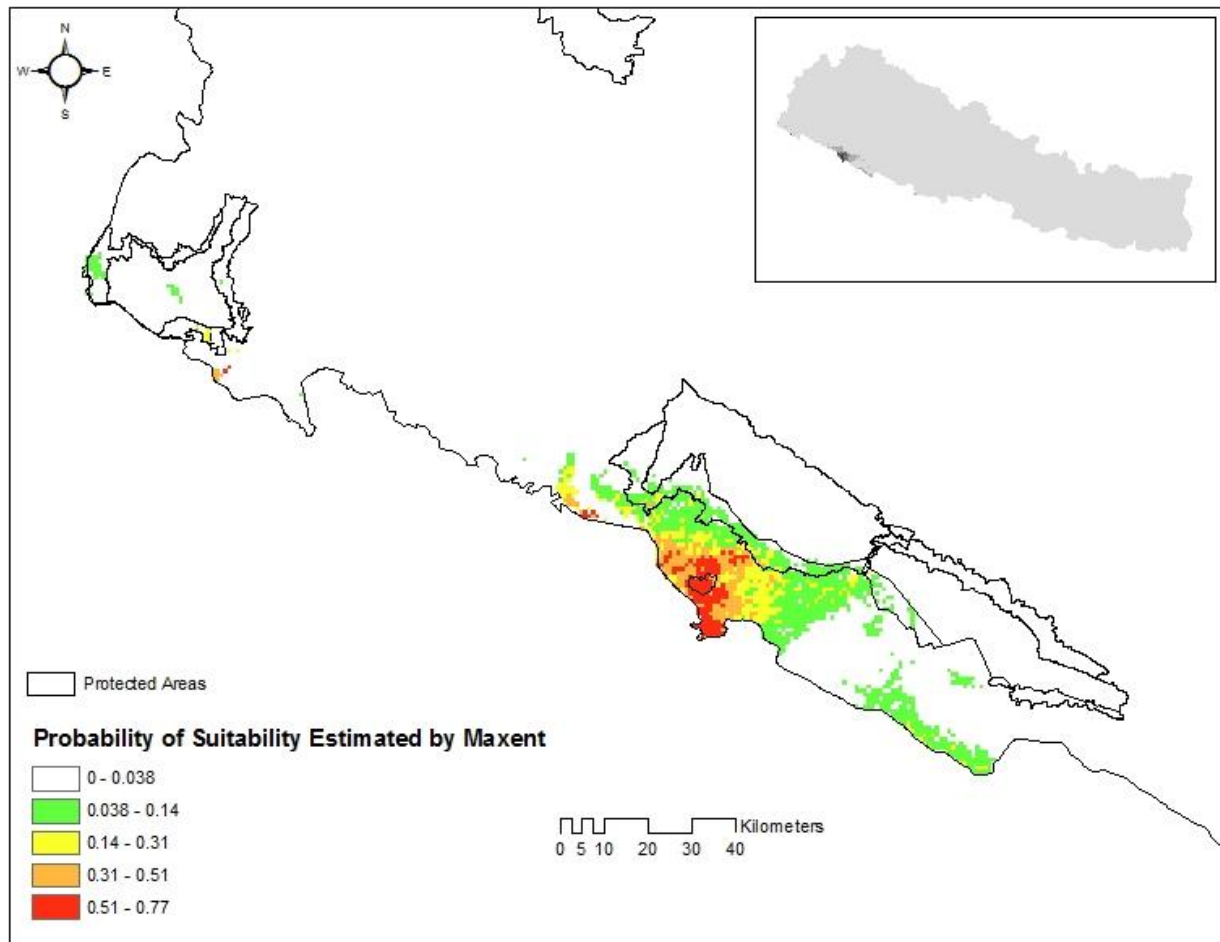 N
W E
S
Protected Areas
Probability of Suitability Estimated by Maxent
0 - 0.038
0.038 - 0.14
0.14 - 0.31
0.31 - 0.51
0.51 - 0.77
Kilometers
0 5 10 20 30 40